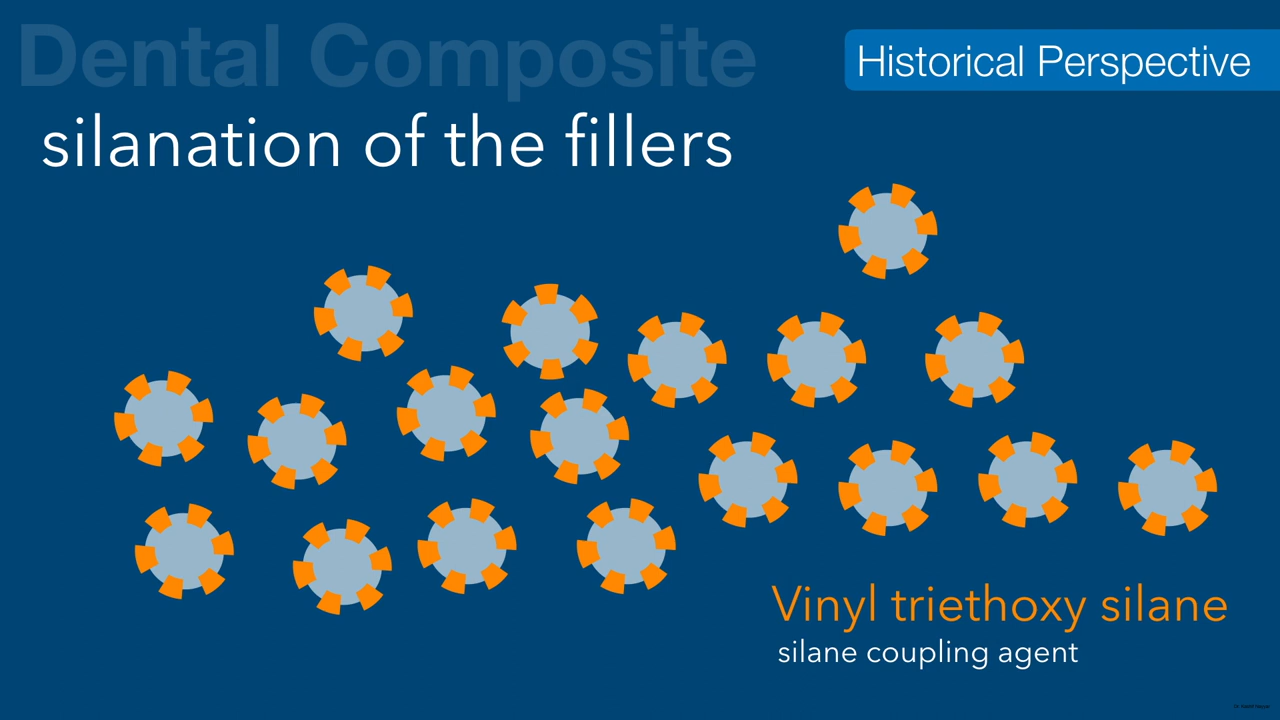 Dental Composite
Historical Perspective
silanation of the fillers
Vinyl triethoxy silane
silane coupling agent